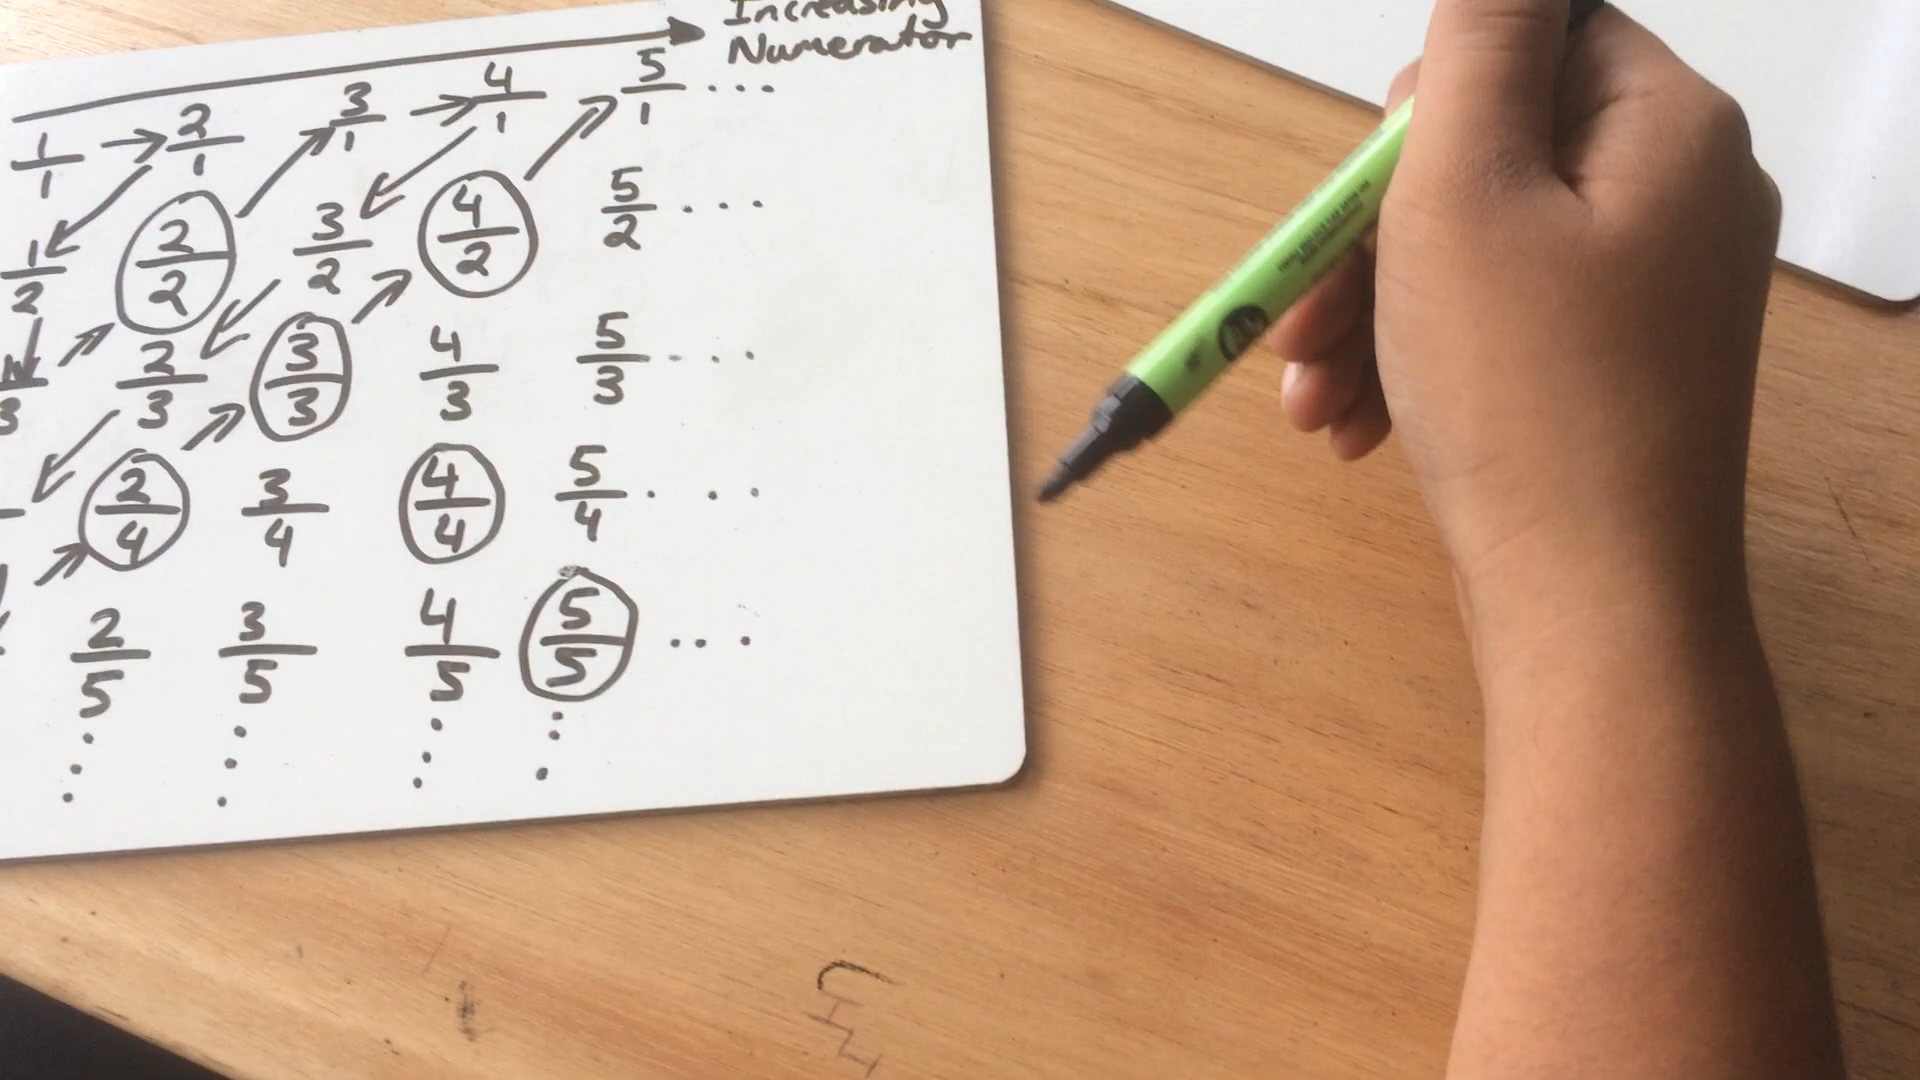 Increasing
Numerator
1/1 → 2/1 3/1 → 4/1 5/1 ...
1/2 2/2 3/2 4/2 5/2 ...
2/3 3/3 4/3 5/3 ...
2/4 3/4 4/4 5/4 ...
2/5 3/5 4/5 5/5 ...